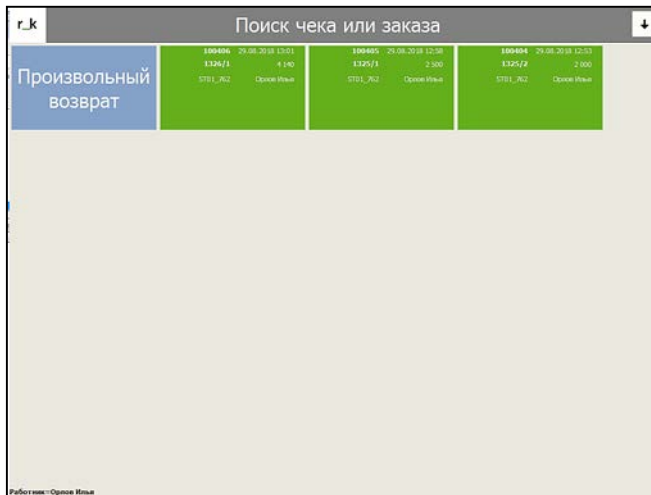 r_k
Поиск чека или заказа
Произвольный
возврат
100406 29.08.2018 13:01
1326/1 4 140
ST01_762 Орлов Илья
100405 29.08.2018 12:58
1325/1 2 500
ST01_762 Орлов Илья
100404 29.08.2018 12:53
1325/2 2 000
ST01_762 Орлов Илья
Работник=Орлов Илья